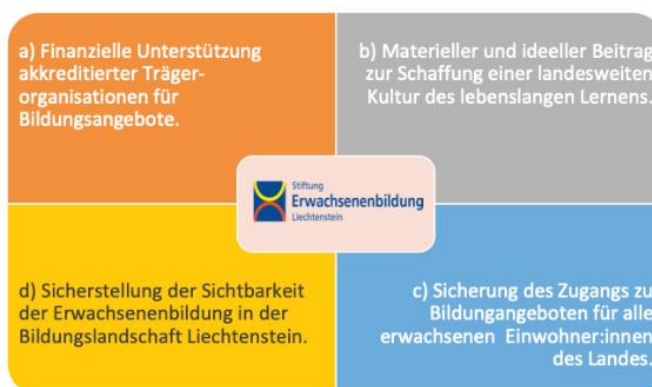 a) Finanzielle Unterstützung
akkreditierter Träger-
organisationen für
Bildungsangebote.
b) Materieller und ideeller Beitrag
zur Schaffung einer landesweiten
Kultur des lebenslangen Lernens.
Stiftung
Erwachsenenbildung
Liechtenstein
d) Sicherstellung der Sichtbarkeit
der Erwachsenenbildung in der
Bildungslandschaft Liechtenstein.
c) Sicherung des Zugangs zu
Bildungangeboten für alle
erwachsenen Einwohner:innen
des Landes.